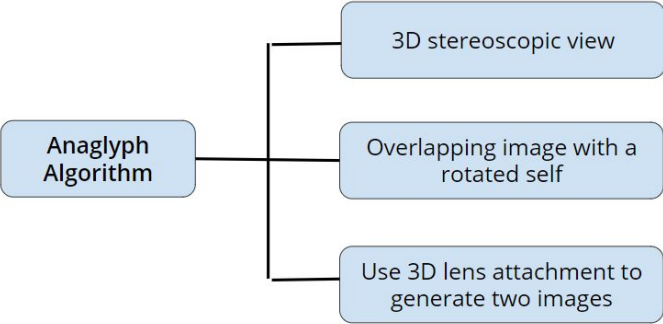 3D stereoscopic view
Anaglyph
Algorithm
Overlapping image with a
rotated self
Use 3D lens attachment to
generate two images